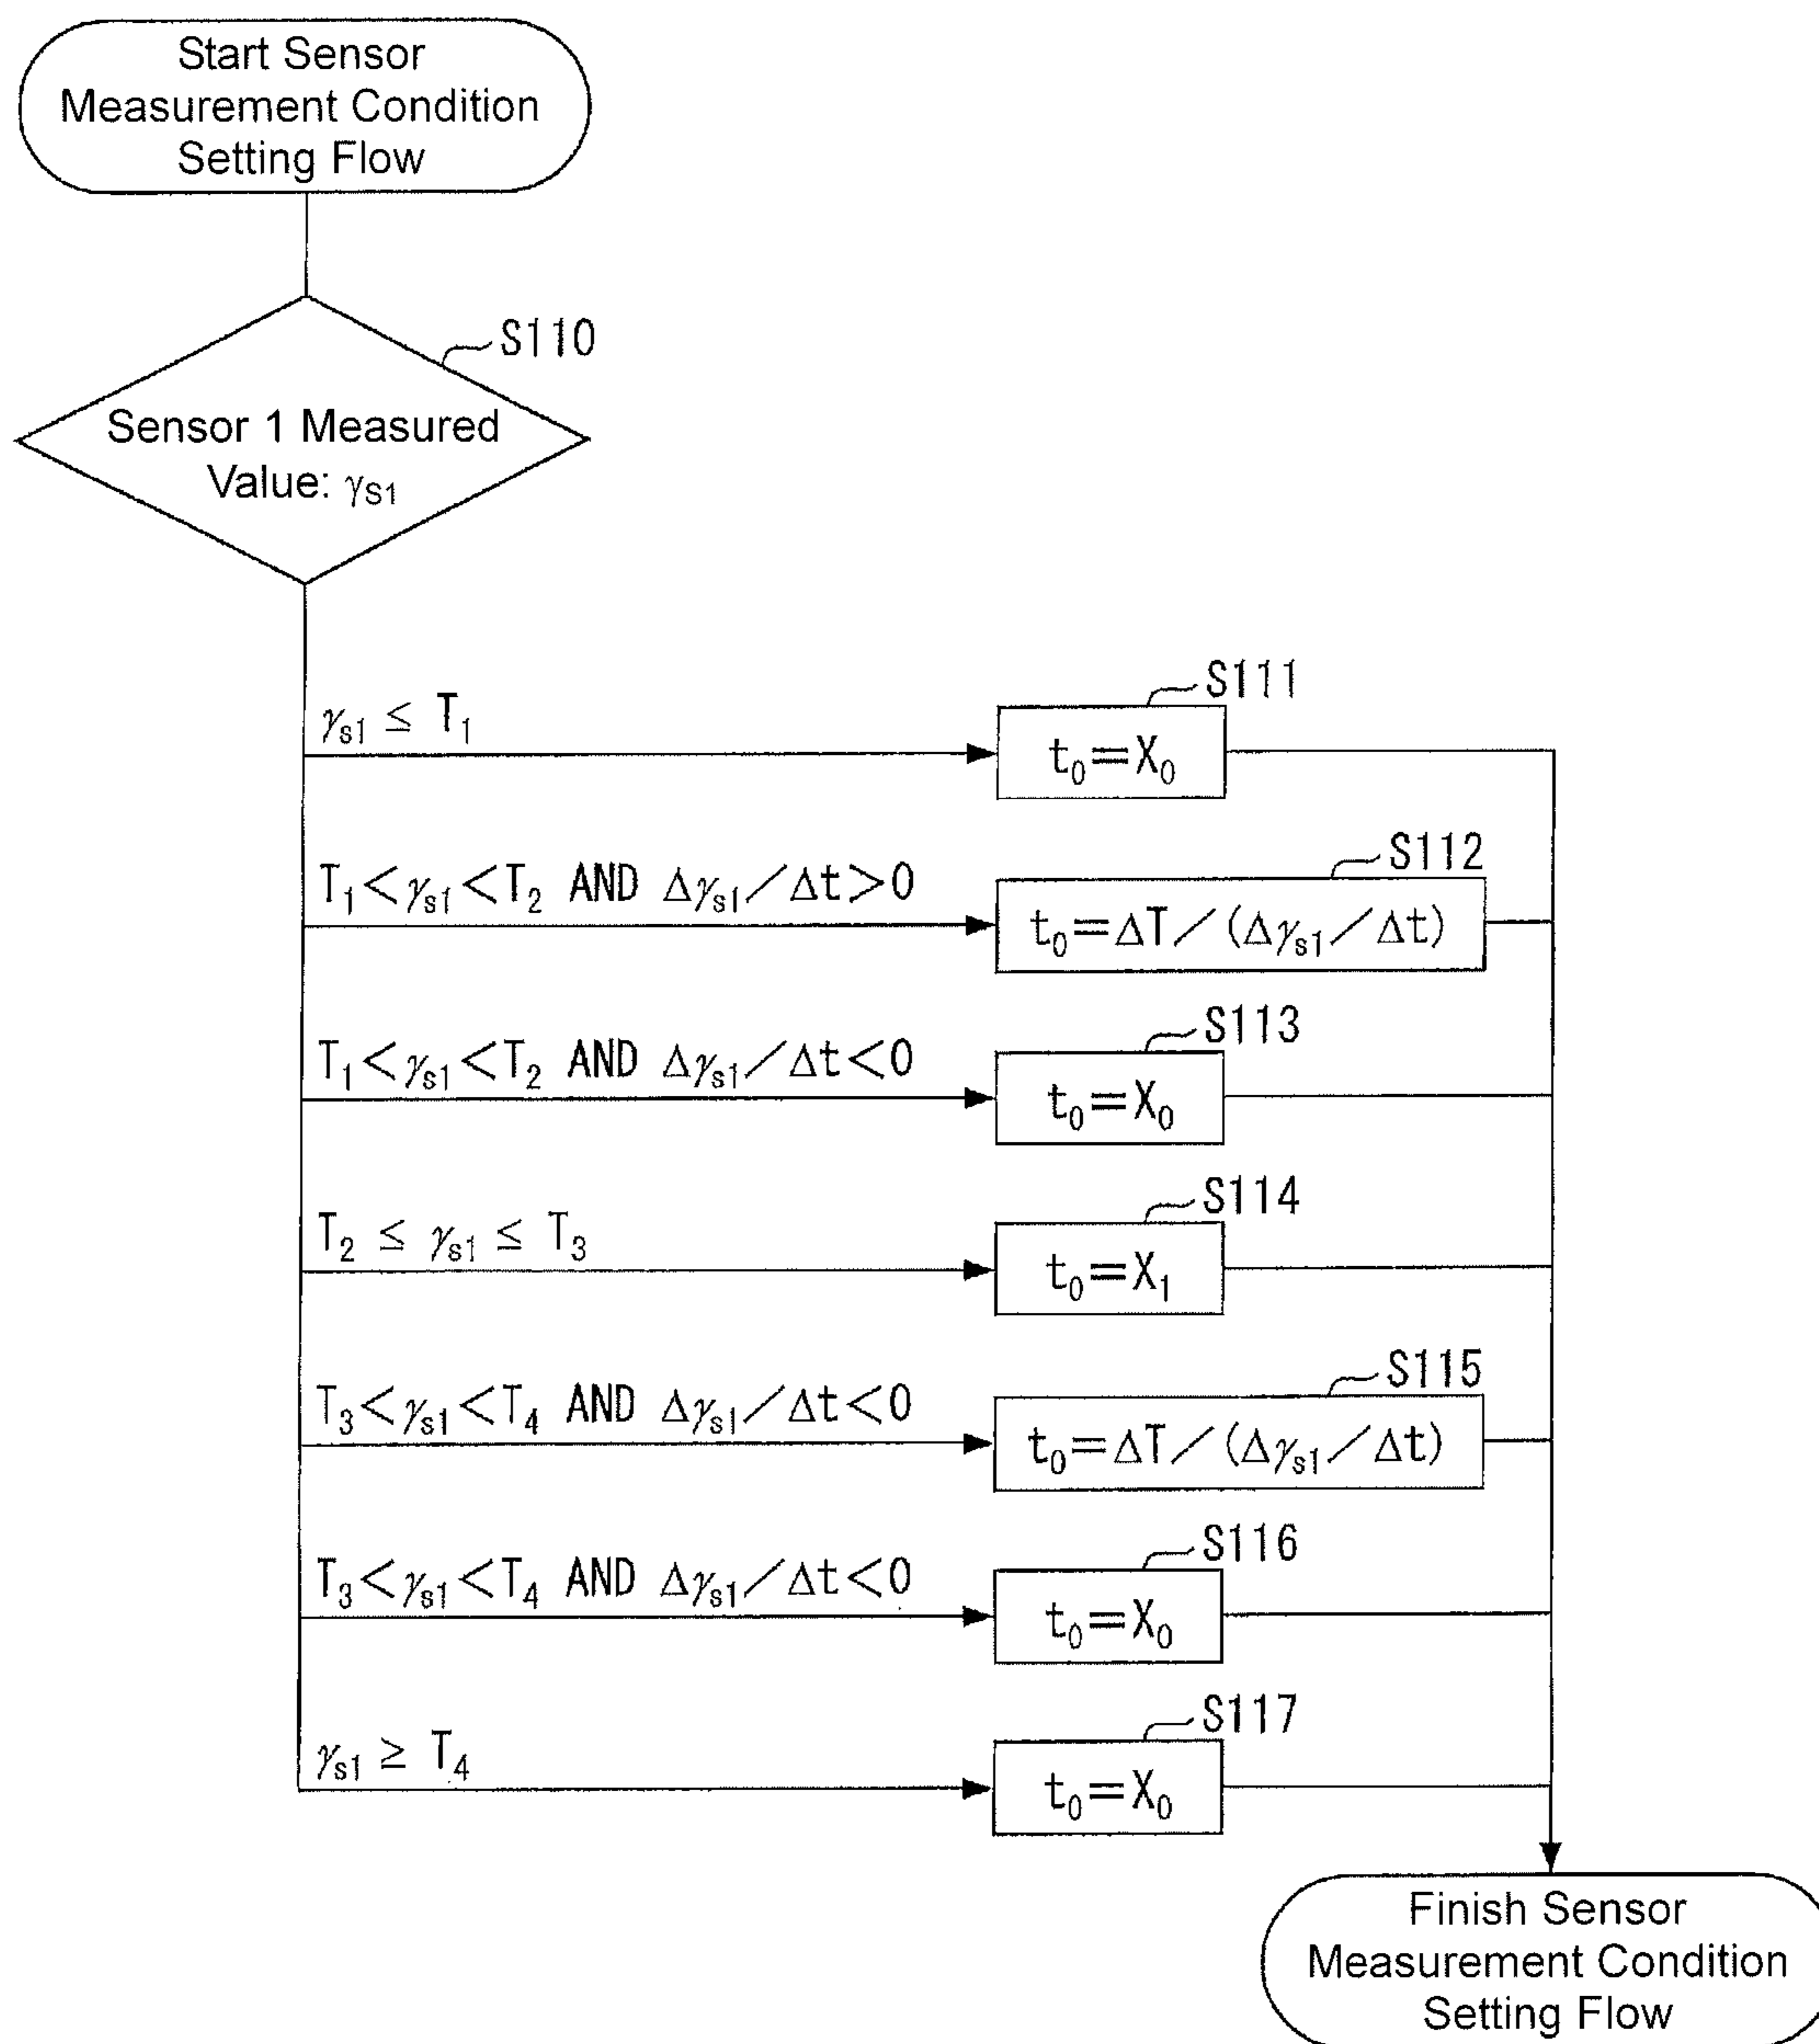 Start Sensor
Measurement Condition
Setting Flow
S110
Sensor 1 Measured
Value: γS1
γs1 ≤ T1
S111
t0=X0
T1<γs1<T2 AND Δγs1/Δt>0
S112
t0=ΔT/(Δγs1/Δt)
T1<γs1<T2 AND Δγs1/Δt<0
S113
t0=X0
T2 ≤ γs1 ≤ T3
S114
t0=X1
T3<γs1<T4 AND Δγs1/Δt<0
S115
t0=ΔT/(Δγs1/Δt)
T3<γs1<T4 AND Δγs1/Δt<0
S116
t0=X0
γs1 ≥ T4
S117
t0=X0
Finish Sensor
Measurement Condition
Setting Flow